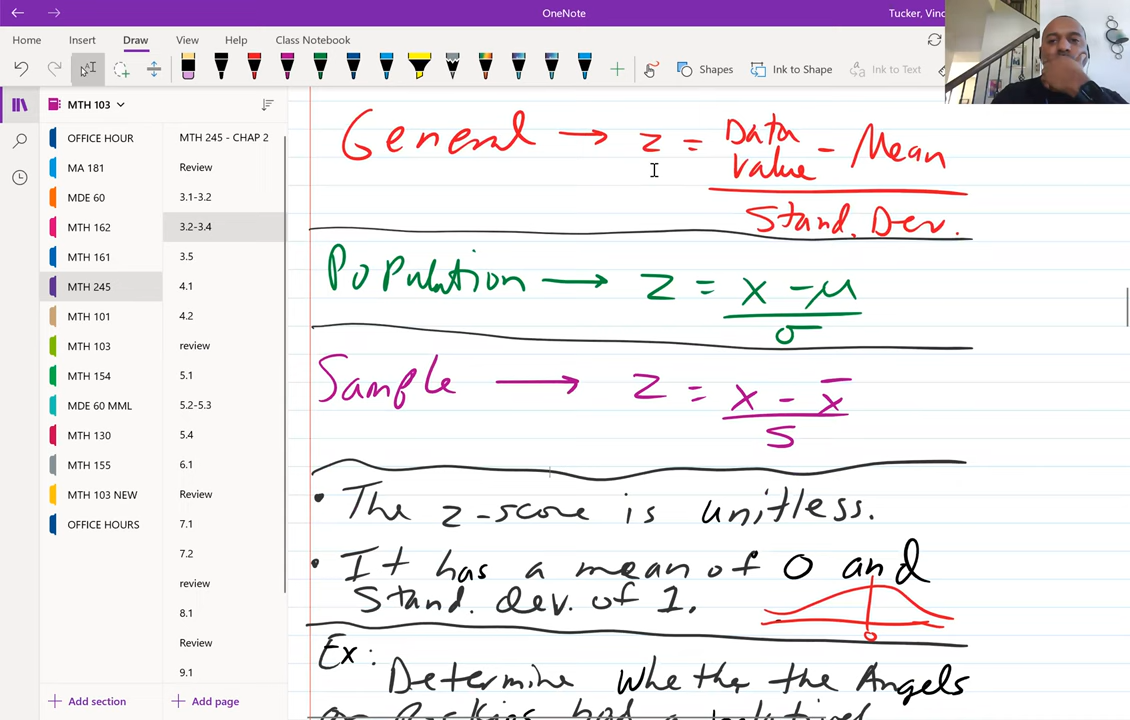 OneNote
Tucker, Vinc
Home Insert Draw View Help Class Notebook
Shapes Ink to Shape Ink to Text
MTH 103
OFFICE HOUR
MA 181
MDE 60
MTH 162
MTH 161
MTH 245
MTH 101
MTH 103
MTH 154
MDE 60 MML
MTH 130
MTH 155
MTH 103 NEW
OFFICE HOURS
Add section
MTH 245 - CHAP 2
Review
3.1-3.2
3.2-3.4
3.5
4.1
4.2
review
5.1
5.2-5.3
5.4
6.1
Review
7.1
7.2
review
8.1
Review
9.1
Add page
General → z = Data Value - Mean
Stand. Dev.
Population → z = x - μ
σ
Sample → z = x - x̄
s
• The z-score is unitless.
• It has a mean of 0 and
Stand. dev. of 1.
0
Ex:
Determine whether the Angels
or Rockies had a